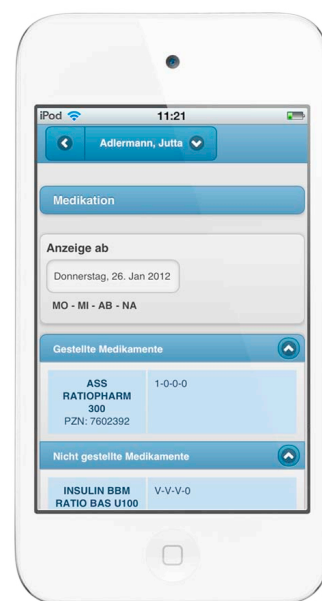 iPod 11:21
Adlermann, Jutta
Medikation
Anzeige ab
Donnerstag, 26. Jan 2012
MO - MI - AB - NA
Gestellte Medikamente
ASS 1-0-0-0
RATIOPHARM
300
PZN: 7602392
Nicht gestellte Medikamente
INSULIN BBM V-V-V-0
RATIO BAS U100